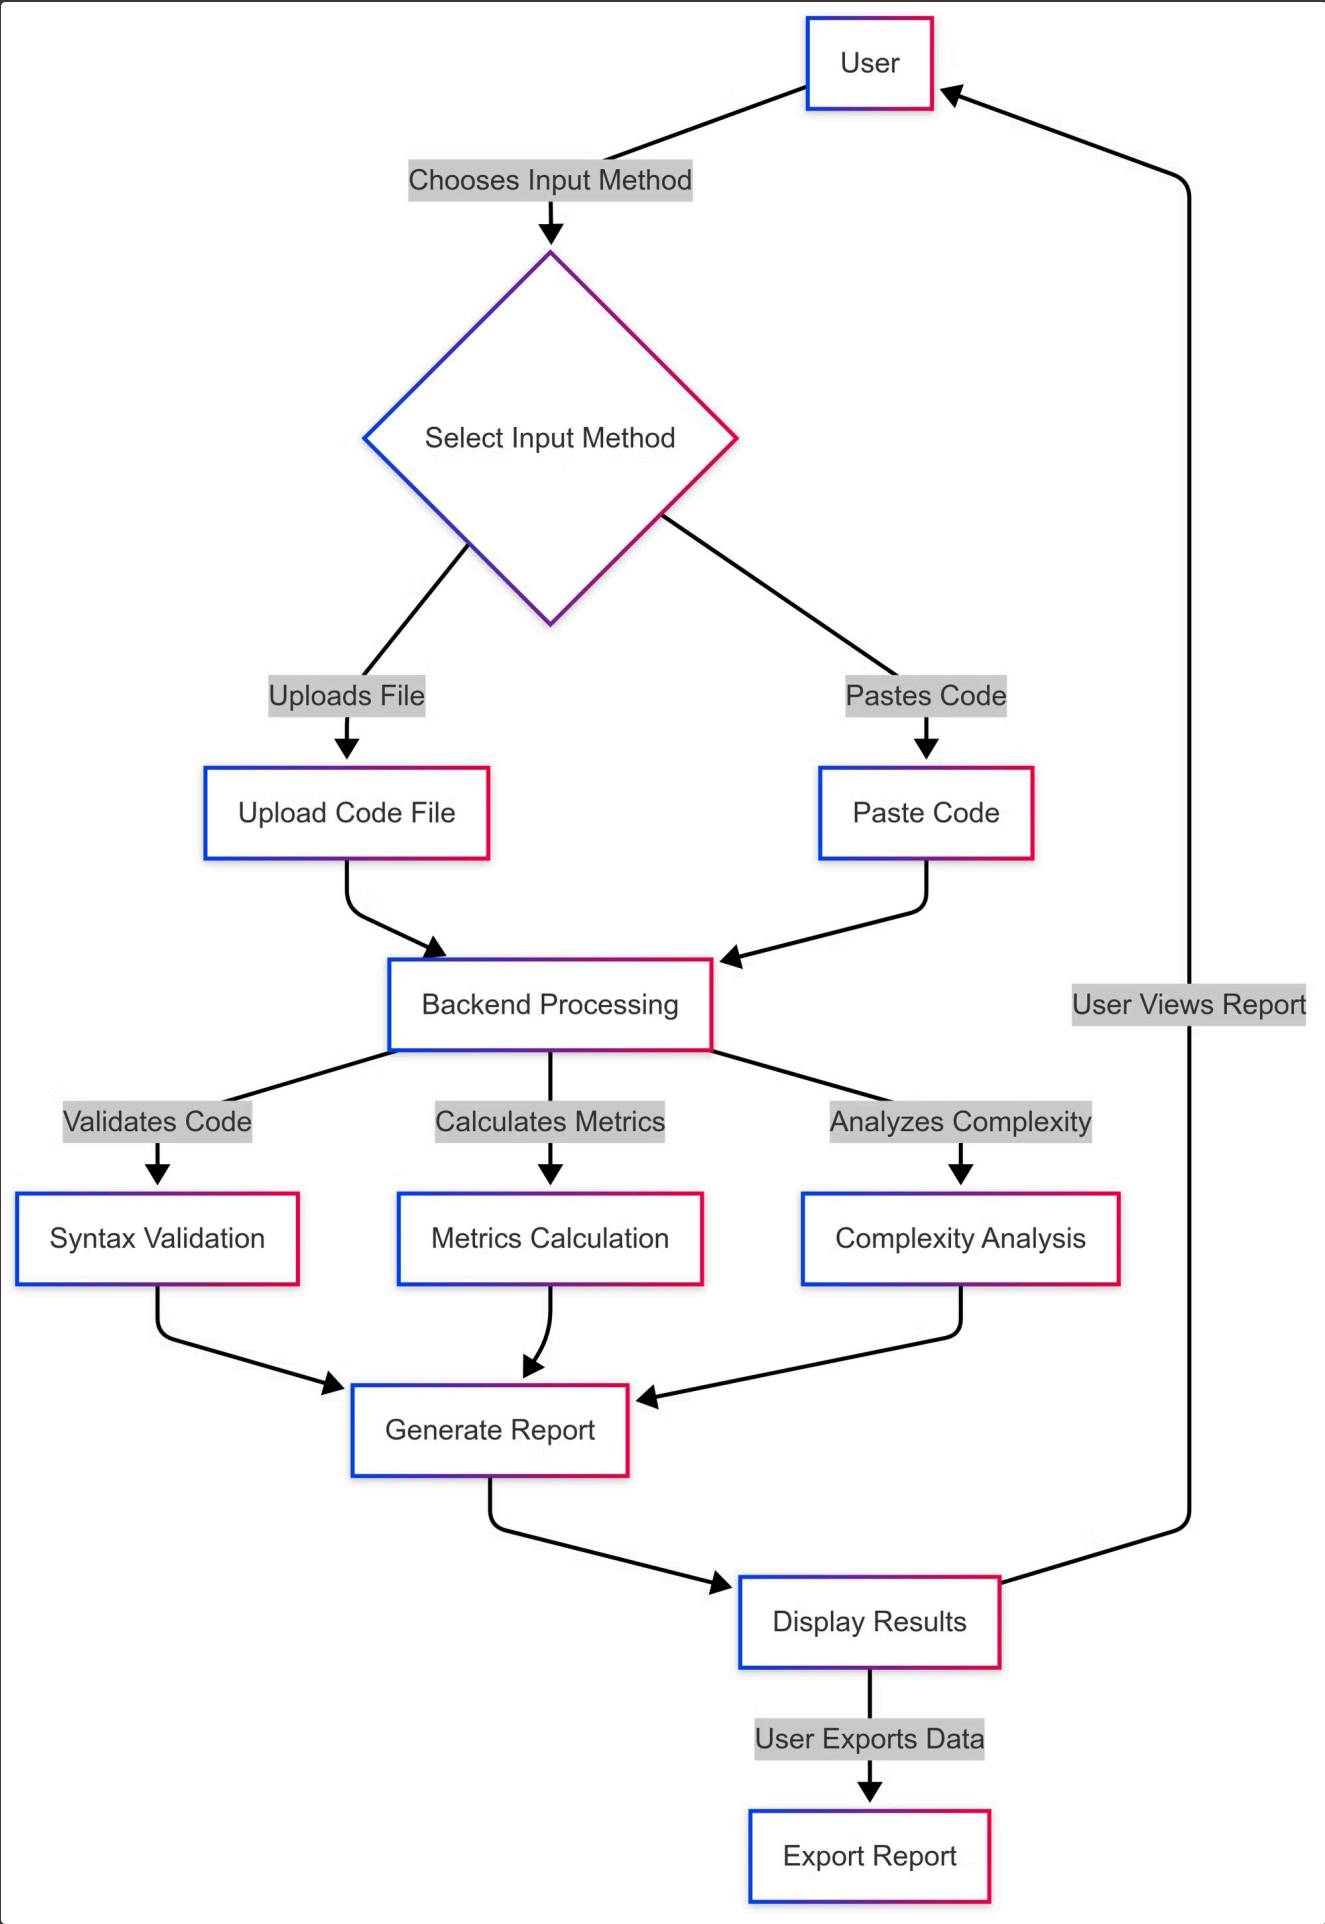 User
Chooses Input Method
Select Input Method
Uploads File
Pastes Code
Upload Code File
Paste Code
Backend Processing
User Views Report
Validates Code
Calculates Metrics
Analyzes Complexity
Syntax Validation
Metrics Calculation
Complexity Analysis
Generate Report
Display Results
User Exports Data
Export Report